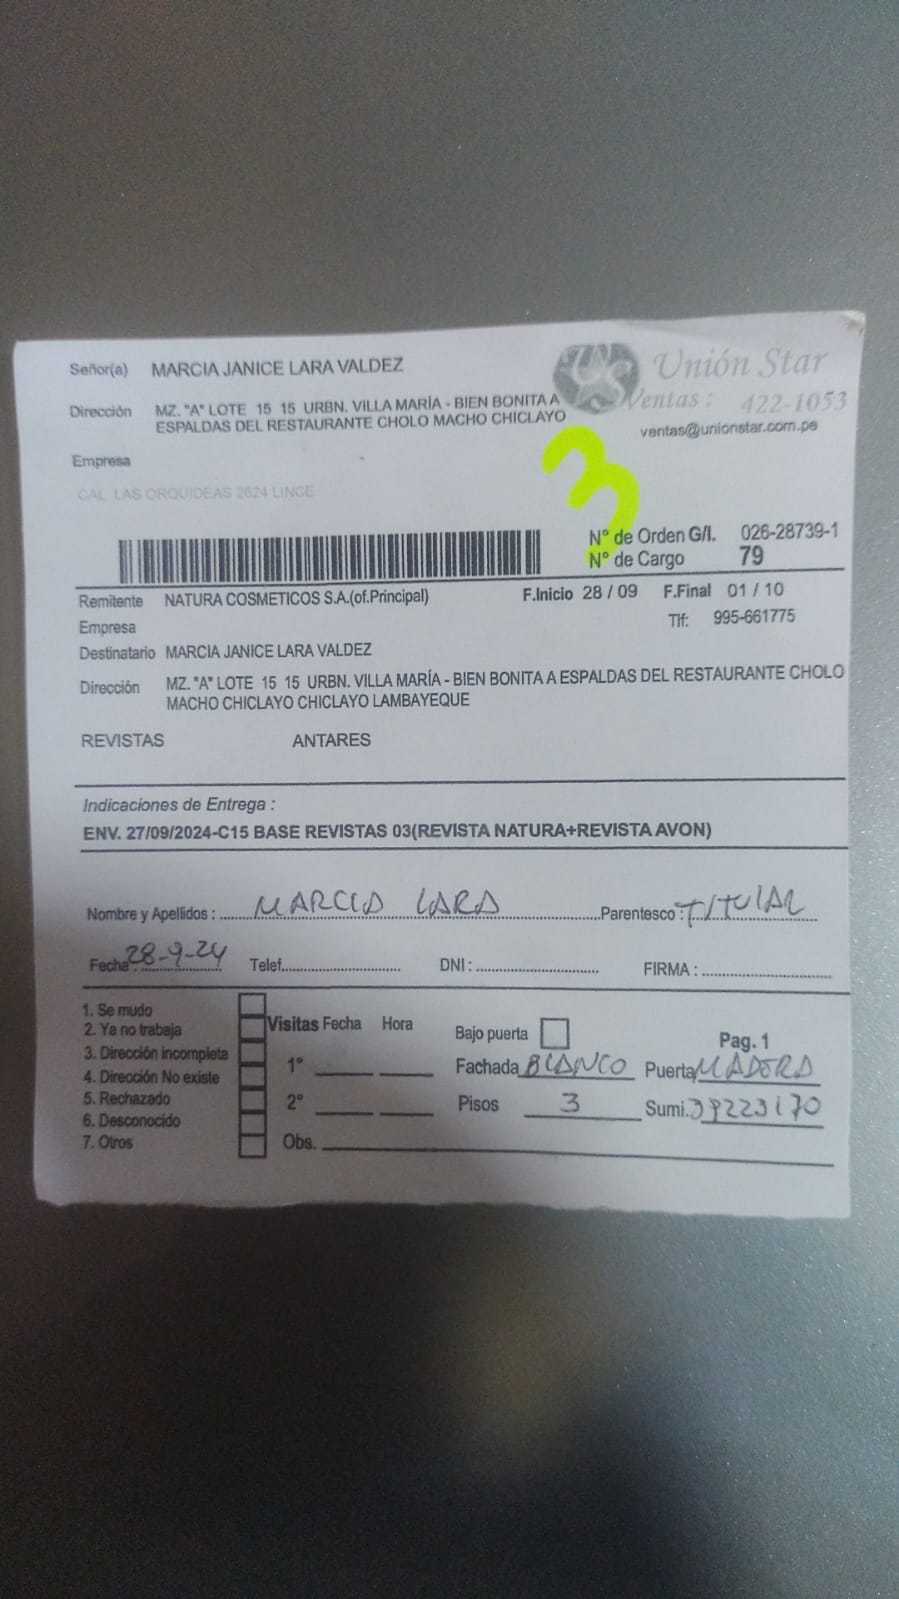 Señor(a) MARCIA JANICE LARA VALDEZ
Unión Star
Dirección MZ. "A" LOTE 15 15 URBN. VILLA MARÍA - BIEN BONITA A
ESPALDAS DEL RESTAURANTE CHOLO MACHO CHICLAYO
Ventas : 422-1053
ventas@unionstar.com.pe
Empresa
CAL LAS ORQUIDEAS 2624 LINCE
3
N° de Orden G/I. 026-28739-1
N° de Cargo 79
Remitente NATURA COSMETICOS S.A.(of.Principal) F.Inicio 28 / 09 F.Final 01 / 10
Empresa Tlf: 995-661775
Destinatario MARCIA JANICE LARA VALDEZ
Dirección MZ. "A" LOTE 15 15 URBN. VILLA MARÍA - BIEN BONITA A ESPALDAS DEL RESTAURANTE CHOLO
MACHO CHICLAYO CHICLAYO LAMBAYEQUE
REVISTAS ANTARES
Indicaciones de Entrega :
ENV. 27/09/2024-C15 BASE REVISTAS 03(REVISTA NATURA+REVISTA AVON)
Nombre y Apellidos : MARCIA LARA Parentesco : TITULAR
Fecha 28-9-24 Telef. DNI : FIRMA :
1. Se mudo
2. Ya no trabaja
3. Dirección incompleta
4. Dirección No existe
5. Rechazado
6. Desconocido
7. Otros
Visitas Fecha Hora
1°
2°
Obs.
Bajo puerta Pag. 1
Fachada BLANCO Puerta MADERA
Pisos 3 Sumi. 39223170